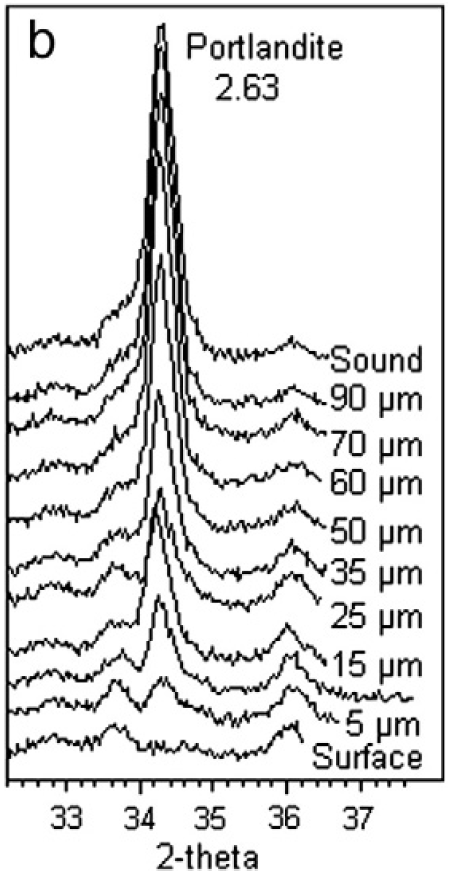 b
Portlandite
2.63
Sound
90 µm
70 µm
60 µm
50 µm
35 µm
25 µm
15 µm
5 µm
Surface
33 34 35 36 37
2-theta